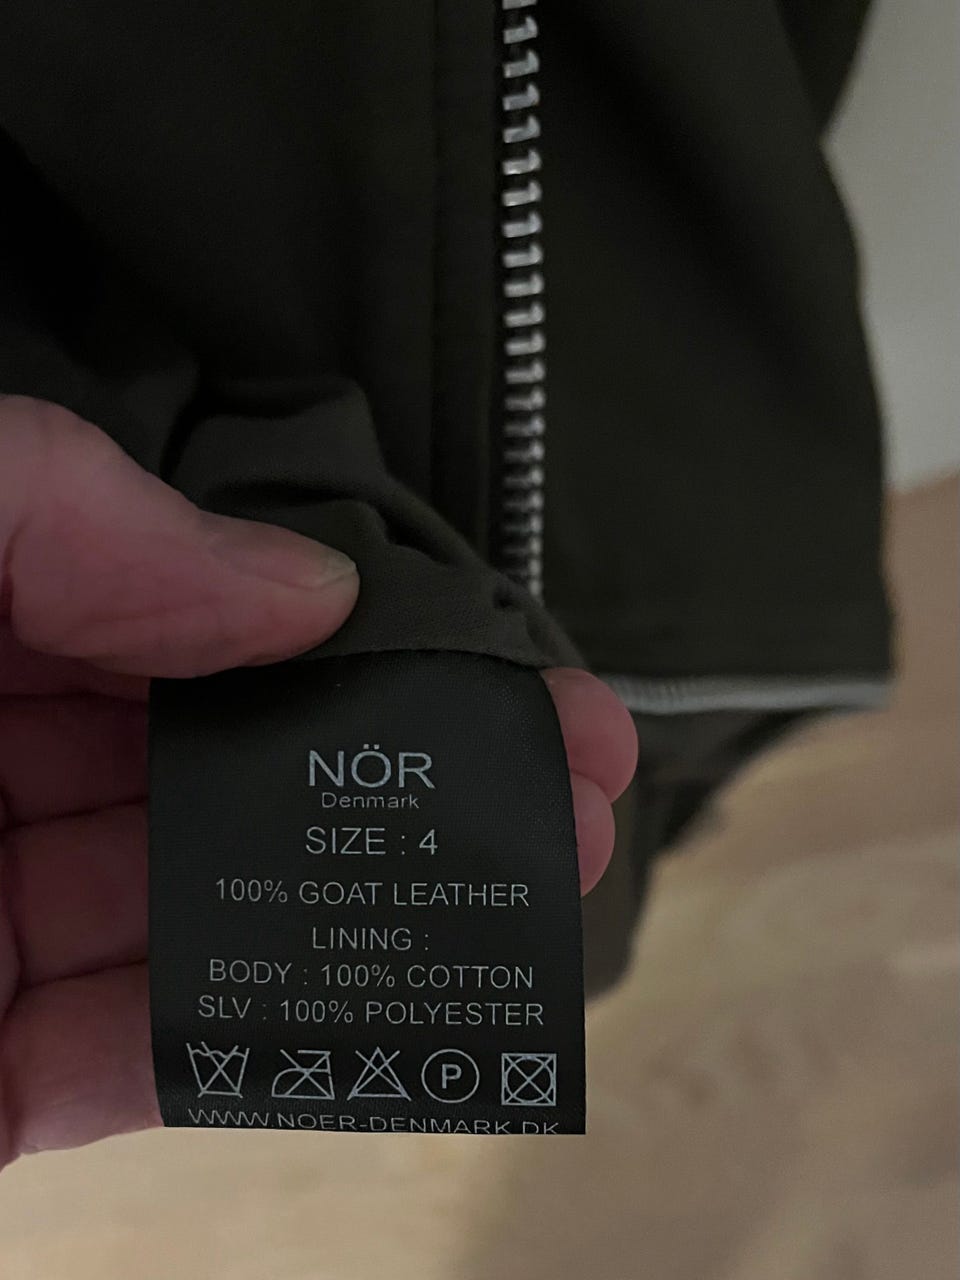 NÖR
Denmark
SIZE : 4
100% GOAT LEATHER
LINING :
BODY : 100% COTTON
SLV : 100% POLYESTER
P
WWW.NOER-DENMARK.DK